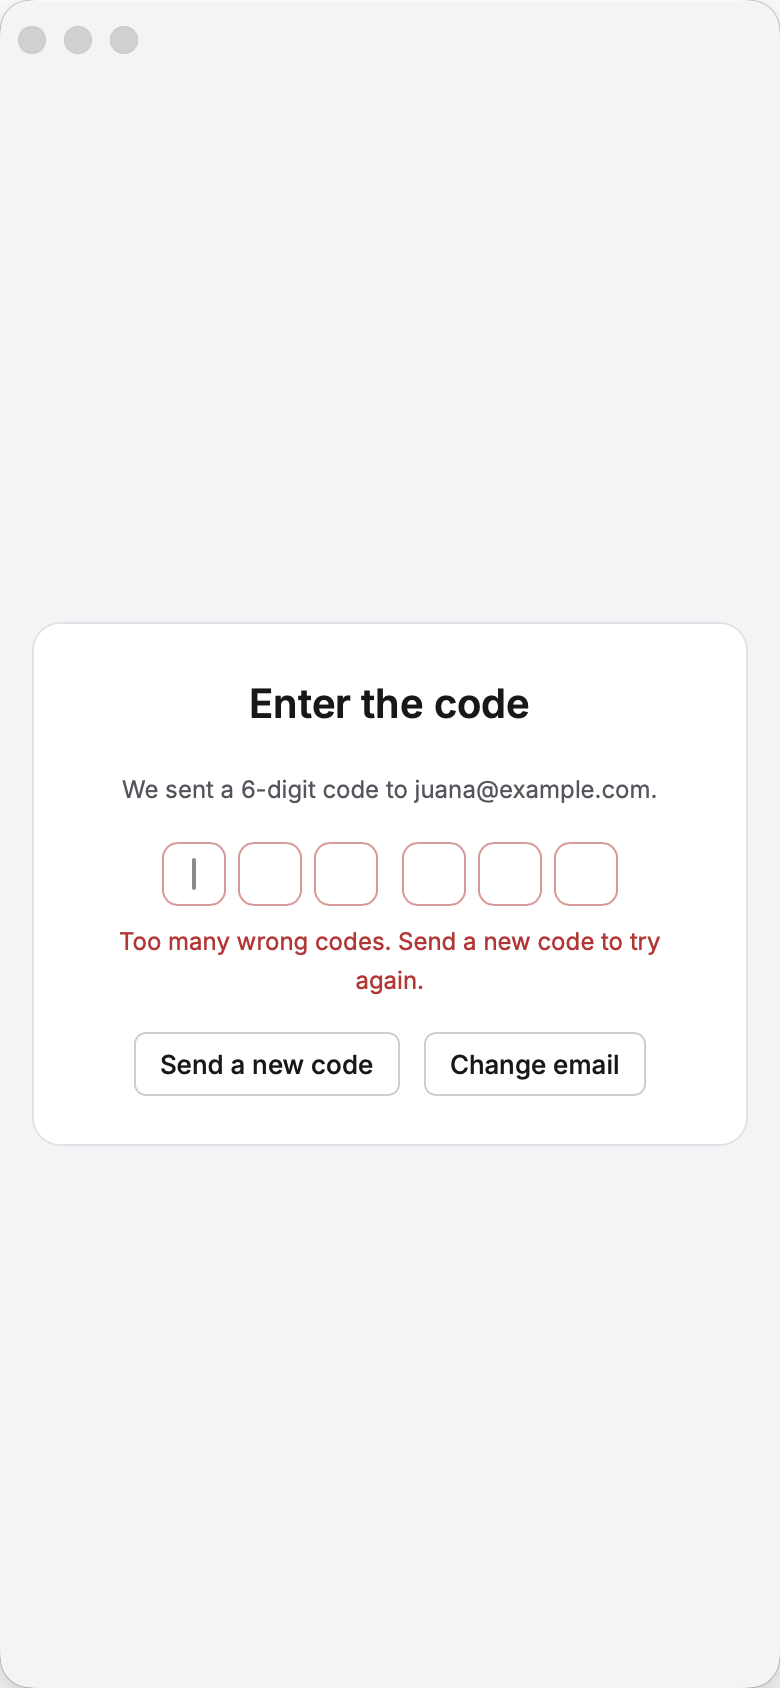 Enter the code
We sent a 6-digit code to juana@example.com.
Too many wrong codes. Send a new code to try
again.
Send a new code
Change email